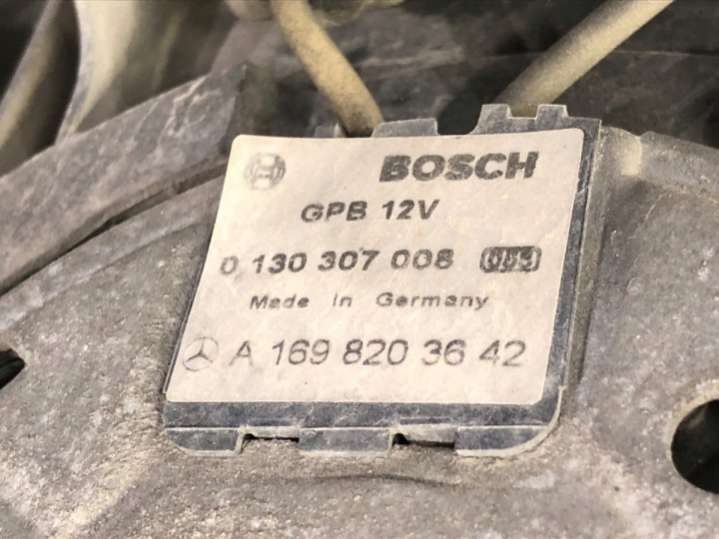 BOSCH
GPB 12V
0 130 307 008
Made in Germany
A 169 820 36 42